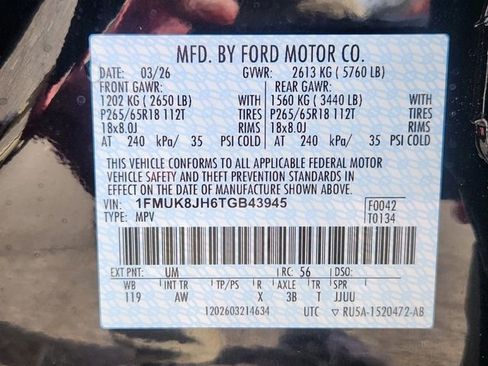 MFD. BY FORD MOTOR CO.
DATE: 03/26 GVWR: 2613 KG ( 5760 LB)
FRONT GAWR: REAR GAWR:
1202 KG ( 2650 LB) 1560 KG ( 3440 LB)
P265/65R18 112T TIRES P265/65R18 112T
18x8.0J RIMS 18x8.0J
AT 240 kPa/ 35 PSI COLD AT 240 kPa/ 35 PSI COLD
THIS VEHICLE CONFORMS TO ALL APPLICABLE FEDERAL MOTOR
VEHICLE SAFETY AND THEFT PREVENTION STANDARDS IN
EFFECT ON THE DATE OF MANUFACTURE SHOWN ABOVE.
VIN: 1FMUK8JH6TGB43945 F0042
TYPE: MPV T0134
EXT PNT: UM RC: 56 DSO:
WB INT TR TP/PS R AXLE TR SPR
119 AW X 3B T JJUU
1202603214634 UTC ▽ RU5A-1520472-AB